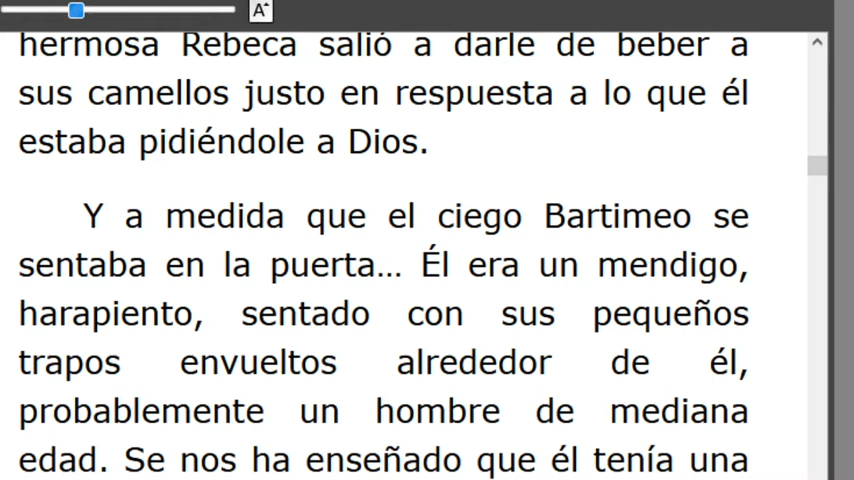 A
hermosa Rebeca salió a darle de beber a
sus camellos justo en respuesta a lo que él
estaba pidiéndole a Dios.
Y a medida que el ciego Bartimeo se
sentaba en la puerta... Él era un mendigo,
harapiento, sentado con sus pequeños
trapos envueltos alrededor de él,
probablemente un hombre de mediana
edad. Se nos ha enseñado que él tenía una